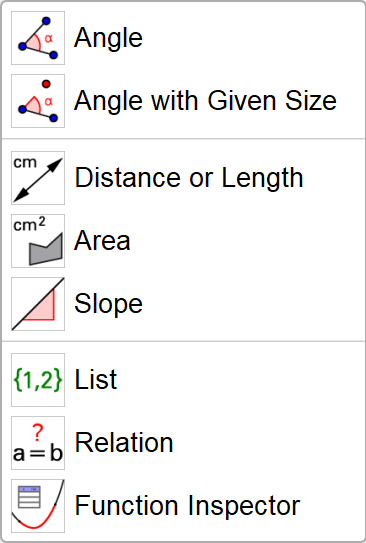 α Angle
α Angle with Given Size
cm Distance or Length
cm² Area
Slope
{1,2} List
?
a=b Relation
Function Inspector